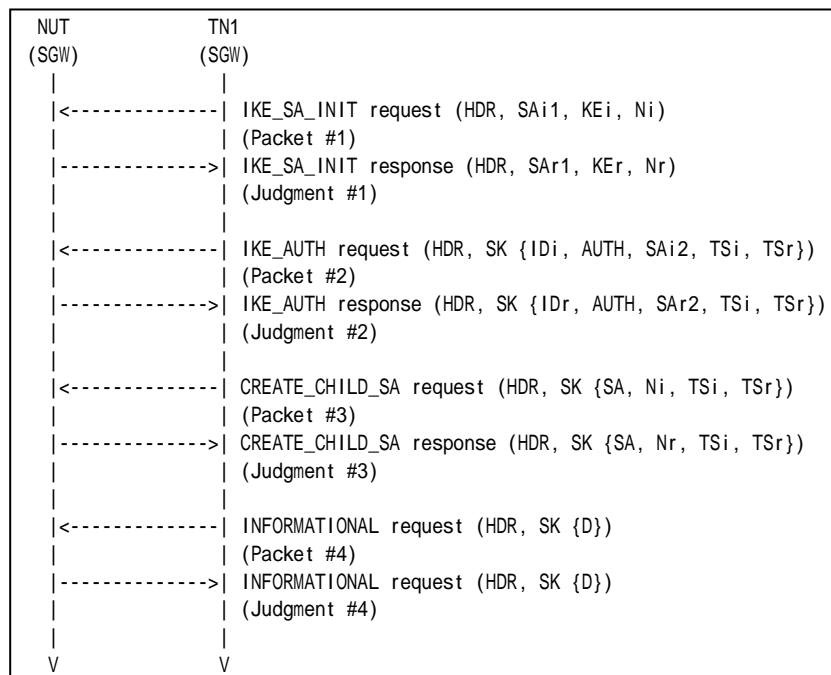 NUT TN1
(SGW) (SGW)
| |
|<--------------| IKE_SA_INIT request (HDR, SAi1, KEi, Ni)
| | (Packet #1)
|-------------->| IKE_SA_INIT response (HDR, SAr1, KEr, Nr)
| | (Judgment #1)
| |
|<--------------| IKE_AUTH request (HDR, SK {IDi, AUTH, SAi2, TSi, TSr})
| | (Packet #2)
|-------------->| IKE_AUTH response (HDR, SK {IDr, AUTH, SAr2, TSi, TSr})
| | (Judgment #2)
| |
|<--------------| CREATE_CHILD_SA request (HDR, SK {SA, Ni, TSi, TSr})
| | (Packet #3)
|-------------->| CREATE_CHILD_SA response (HDR, SK {SA, Nr, TSi, TSr})
| | (Judgment #3)
| |
|<--------------| INFORMATIONAL request (HDR, SK {D})
| | (Packet #4)
|-------------->| INFORMATIONAL request (HDR, SK {D})
| | (Judgment #4)
| |
V V